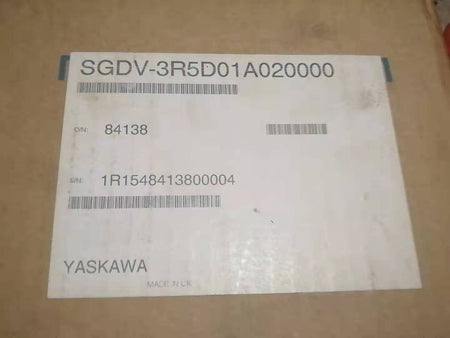 SGDV-3R5D01A020000
O/N: 84138
S/N: 1R1548413800004
YASKAWA
MADE IN UK